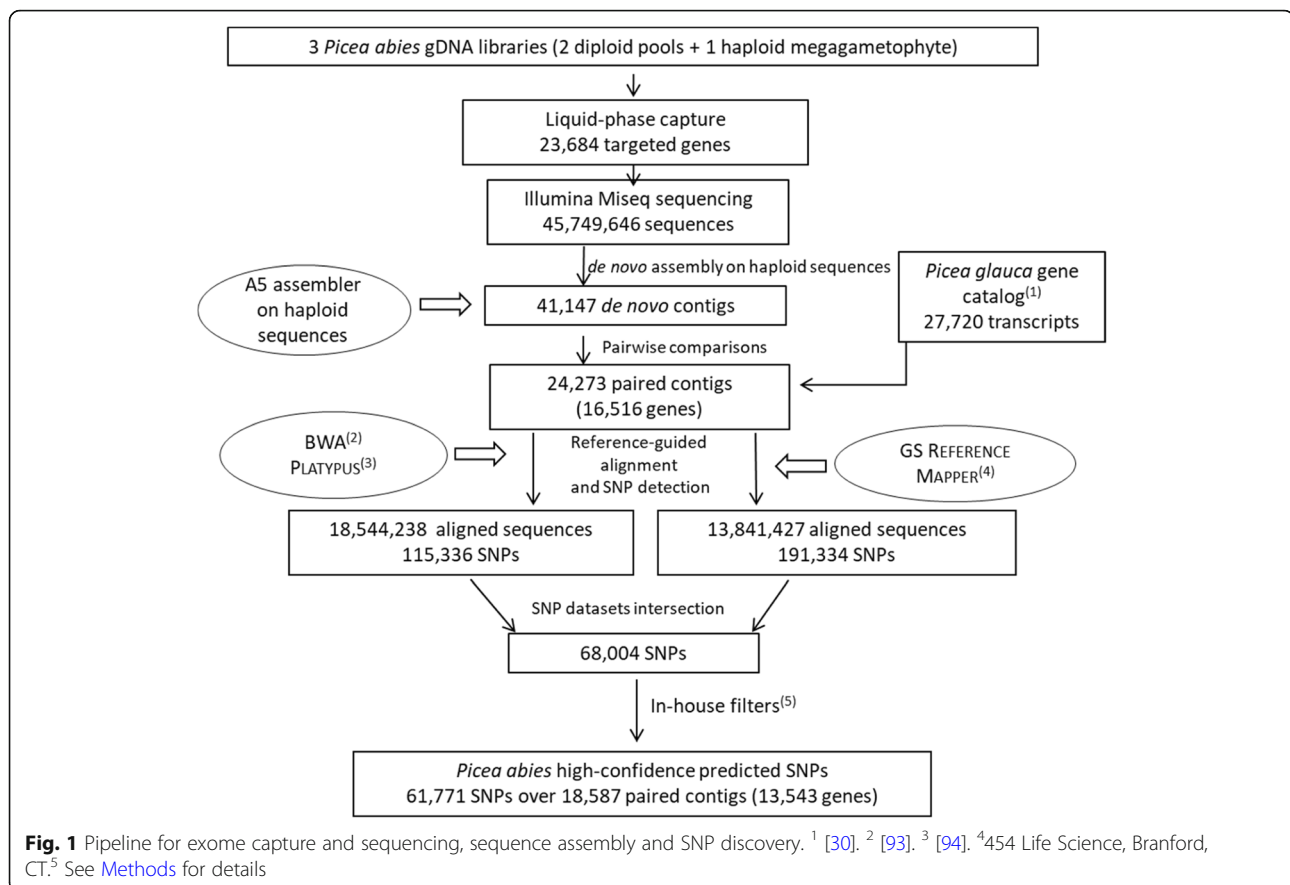 3 Picea abies gDNA libraries (2 diploid pools + 1 haploid megagametophyte)
Liquid-phase capture
23,684 targeted genes
Illumina Miseq sequencing
45,749,646 sequences
de novo assembly on haploid sequences
A5 assembler
on haploid
sequences
41,147 de novo contigs
Picea glauca gene
catalog(1)
27,720 transcripts
Pairwise comparisons
24,273 paired contigs
(16,516 genes)
BWA(2)
PLATYPUS(3)
Reference-guided
alignment
and SNP detection
GS REFERENCE
MAPPER(4)
18,544,238 aligned sequences
115,336 SNPs
13,841,427 aligned sequences
191,334 SNPs
SNP datasets intersection
68,004 SNPs
In-house filters(5)
Picea abies high-confidence predicted SNPs
61,771 SNPs over 18,587 paired contigs (13,543 genes)
Fig. 1 Pipeline for exome capture and sequencing, sequence assembly and SNP discovery. 1 [30]. 2 [93]. 3 [94]. 4454 Life Science, Branford,
CT.5 See Methods for details